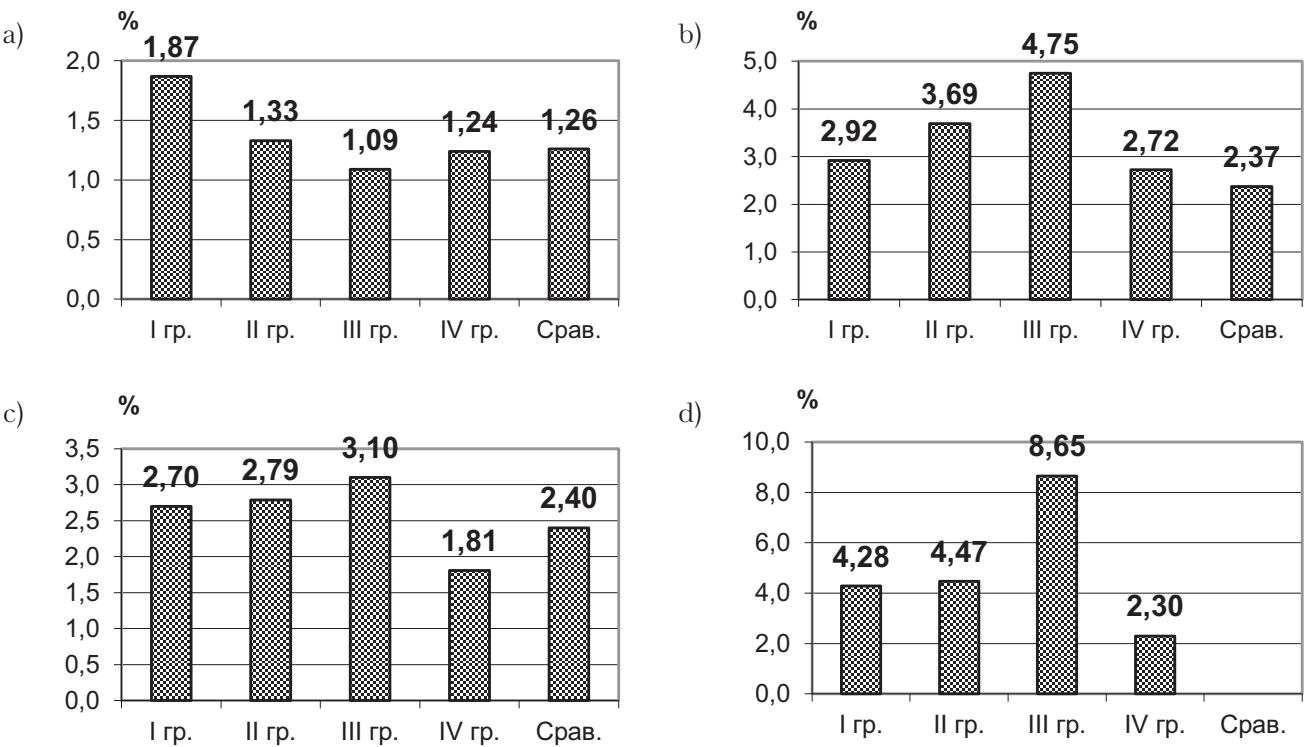 a)
%
1,87
1,33
1,09
1,24
1,26
2,0
1,5
1,0
0,5
0,0
I гр.
II гр.
III гр.
IV гр.
Срав.
b)
%
2,92
3,69
4,75
2,72
2,37
5,0
4,0
3,0
2,0
1,0
0,0
I гр.
II гр.
III гр.
IV гр.
Срав.
c)
%
2,70
2,79
3,10
1,81
2,40
3,5
3,0
2,5
2,0
1,5
1,0
0,5
0,0
I гр.
II гр.
III гр.
IV гр.
Срав.
d)
%
4,28
4,47
8,65
2,30
10,0
8,0
6,0
4,0
2,0
0,0
I гр.
II гр.
III гр.
IV гр.
Срав.